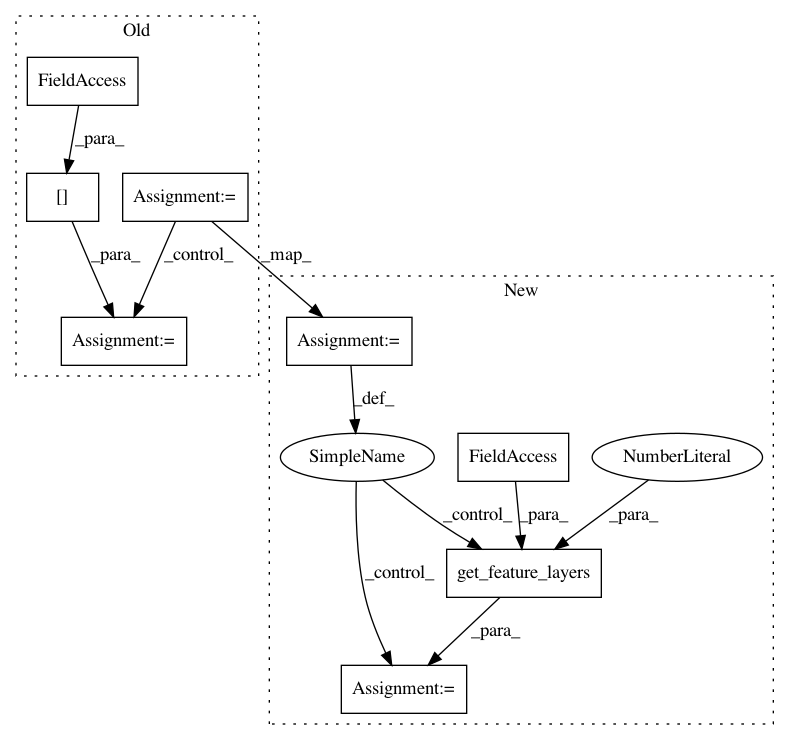 Old
FieldAccess
_para_
[]
Assignment:=
_para_
_control_
_map_
Assignment:=
New
Assignment:=
_def_
SimpleName
FieldAccess
NumberLiteral
_control_
_para_
_para_
_control_
get_feature_layers
_para_
Assignment:=